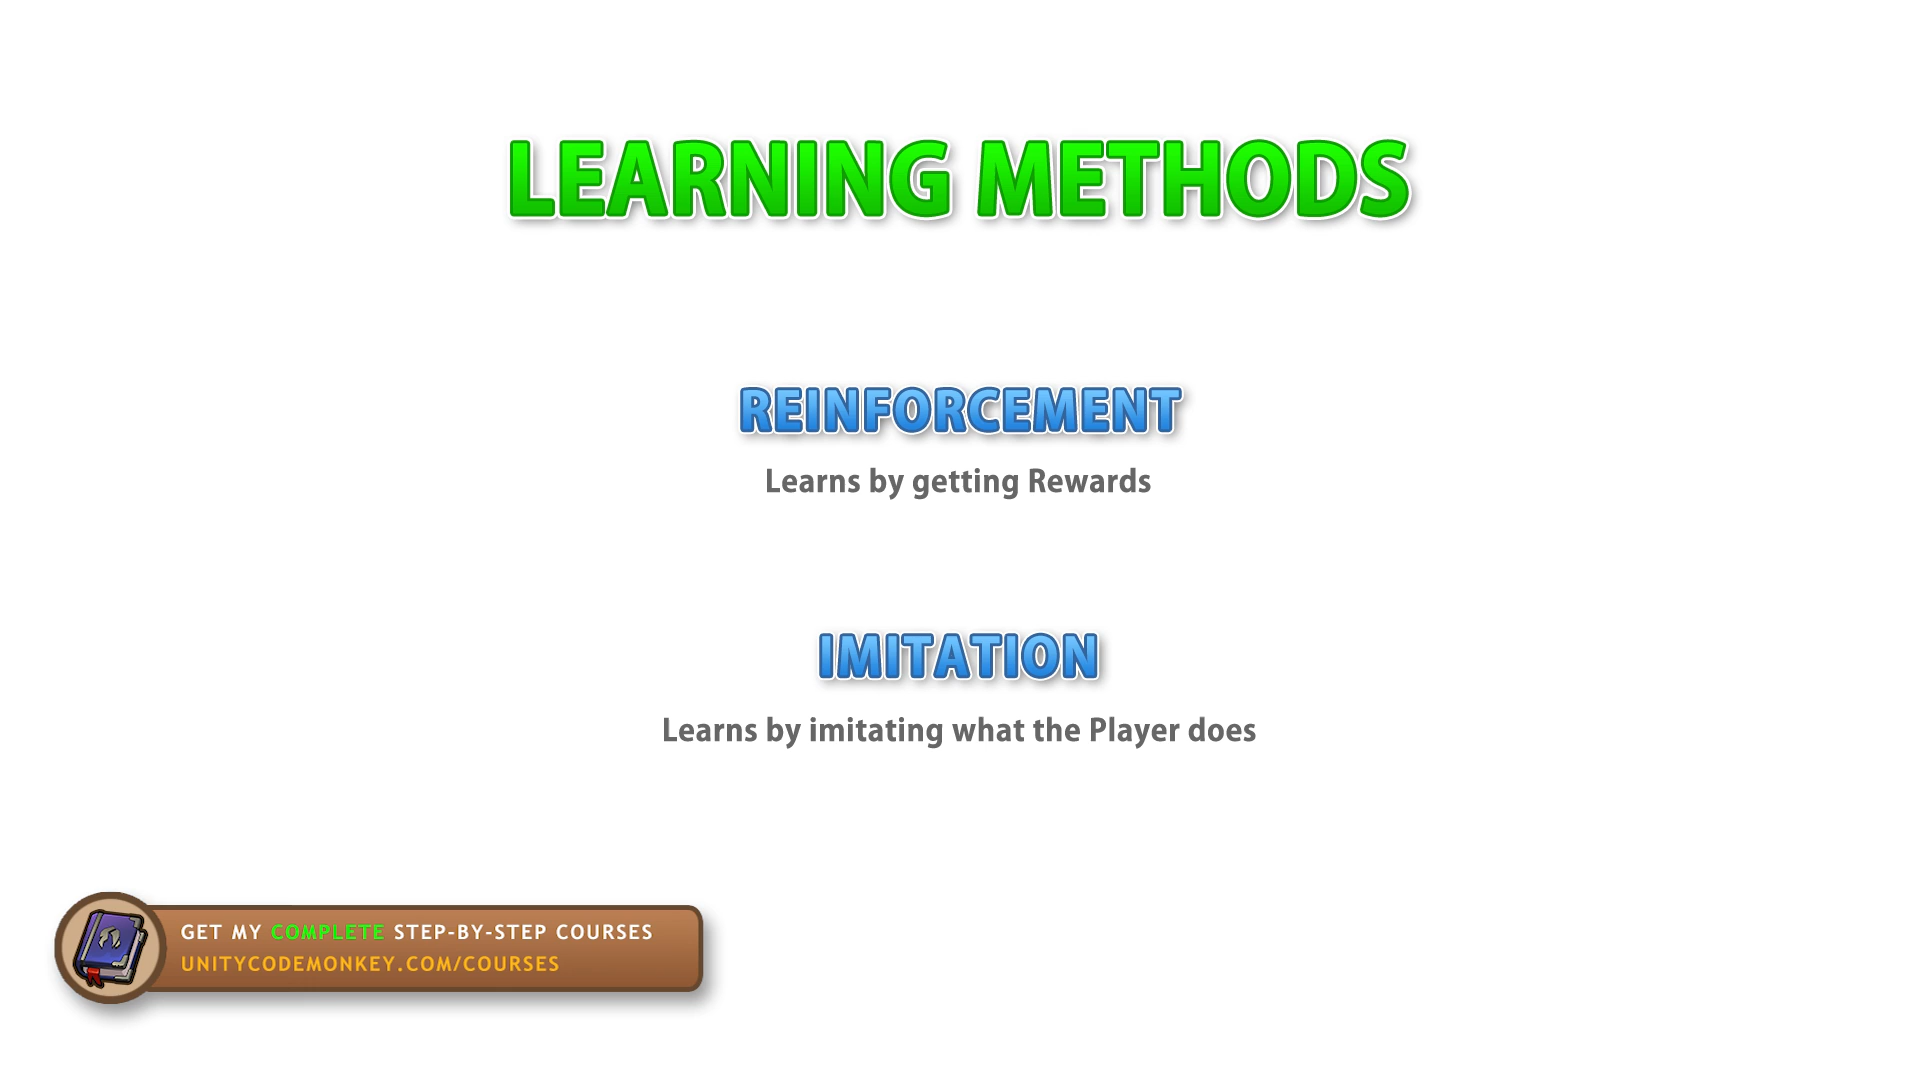 LEARNING METHODS
REINFORCEMENT
Learns by getting Rewards
IMITATION
Learns by imitating what the Player does
GET MY COMPLETE STEP-BY-STEP COURSES
UNITYCODEMONKEY.COM/COURSES